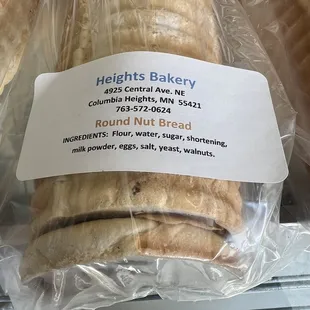 Heights Bakery
4925 Central Ave. NE
Columbia Heights, MN 55421
763-572-0624
Round Nut Bread
INGREDIENTS: Flour, water, sugar, shortening,
milk powder, eggs, salt, yeast, walnuts.